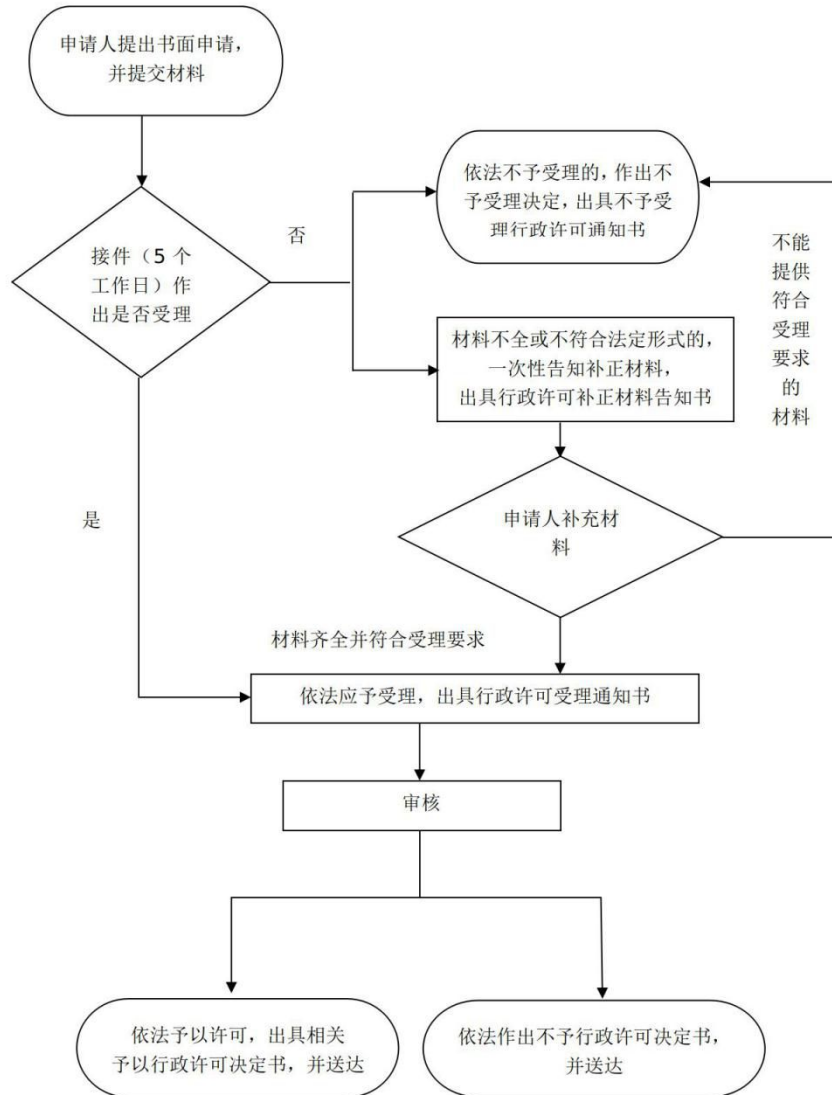 申请人提出书面申请，
并提交材料
依法不予受理的，作出不
予受理决定，出具不予受
理行政许可通知书
否
接件（5 个
工作日）作
出是否受理
不能
提供
符合
受理
要求
的
材料
材料不全或不符合法定形式的，
一次性告知补正材料，
出具行政许可补正材料告知书
是
申请人补充材
料
材料齐全并符合受理要求
依法应予受理，出具行政许可受理通知书
审核
依法予以许可，出具相关
予以行政许可决定书，并送达
依法作出不予行政许可决定书，
并送达